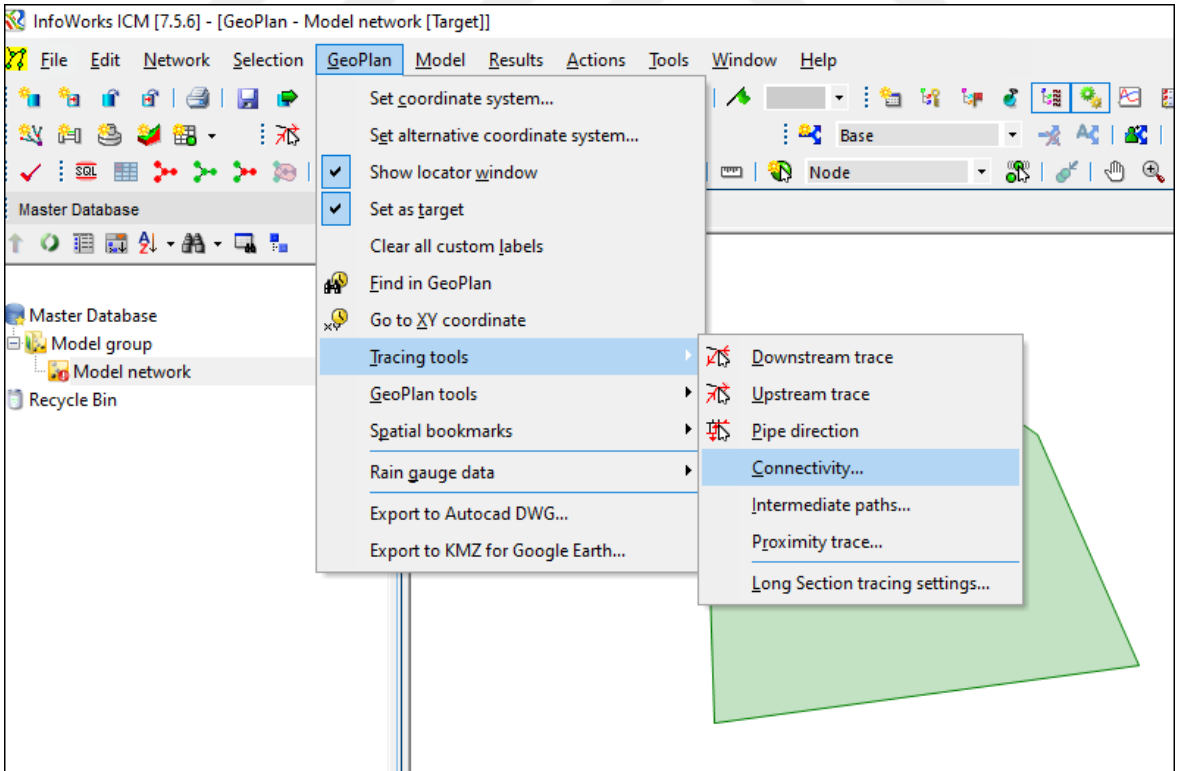 InfoWorks ICM [7.5.6] - [GeoPlan - Model network [Target]]
File Edit Network Selection GeoPlan Model Results Actions Tools Window Help
Base
SQL
Node
Master Database
Master Database
Model group
Model network
Recycle Bin
Set coordinate system...
Set alternative coordinate system...
Show locator window
Set as target
Clear all custom labels
Find in GeoPlan
Go to XY coordinate
Tracing tools
GeoPlan tools
Spatial bookmarks
Rain gauge data
Export to Autocad DWG...
Export to KMZ for Google Earth...
Downstream trace
Upstream trace
Pipe direction
Connectivity...
Intermediate paths...
Proximity trace...
Long Section tracing settings...